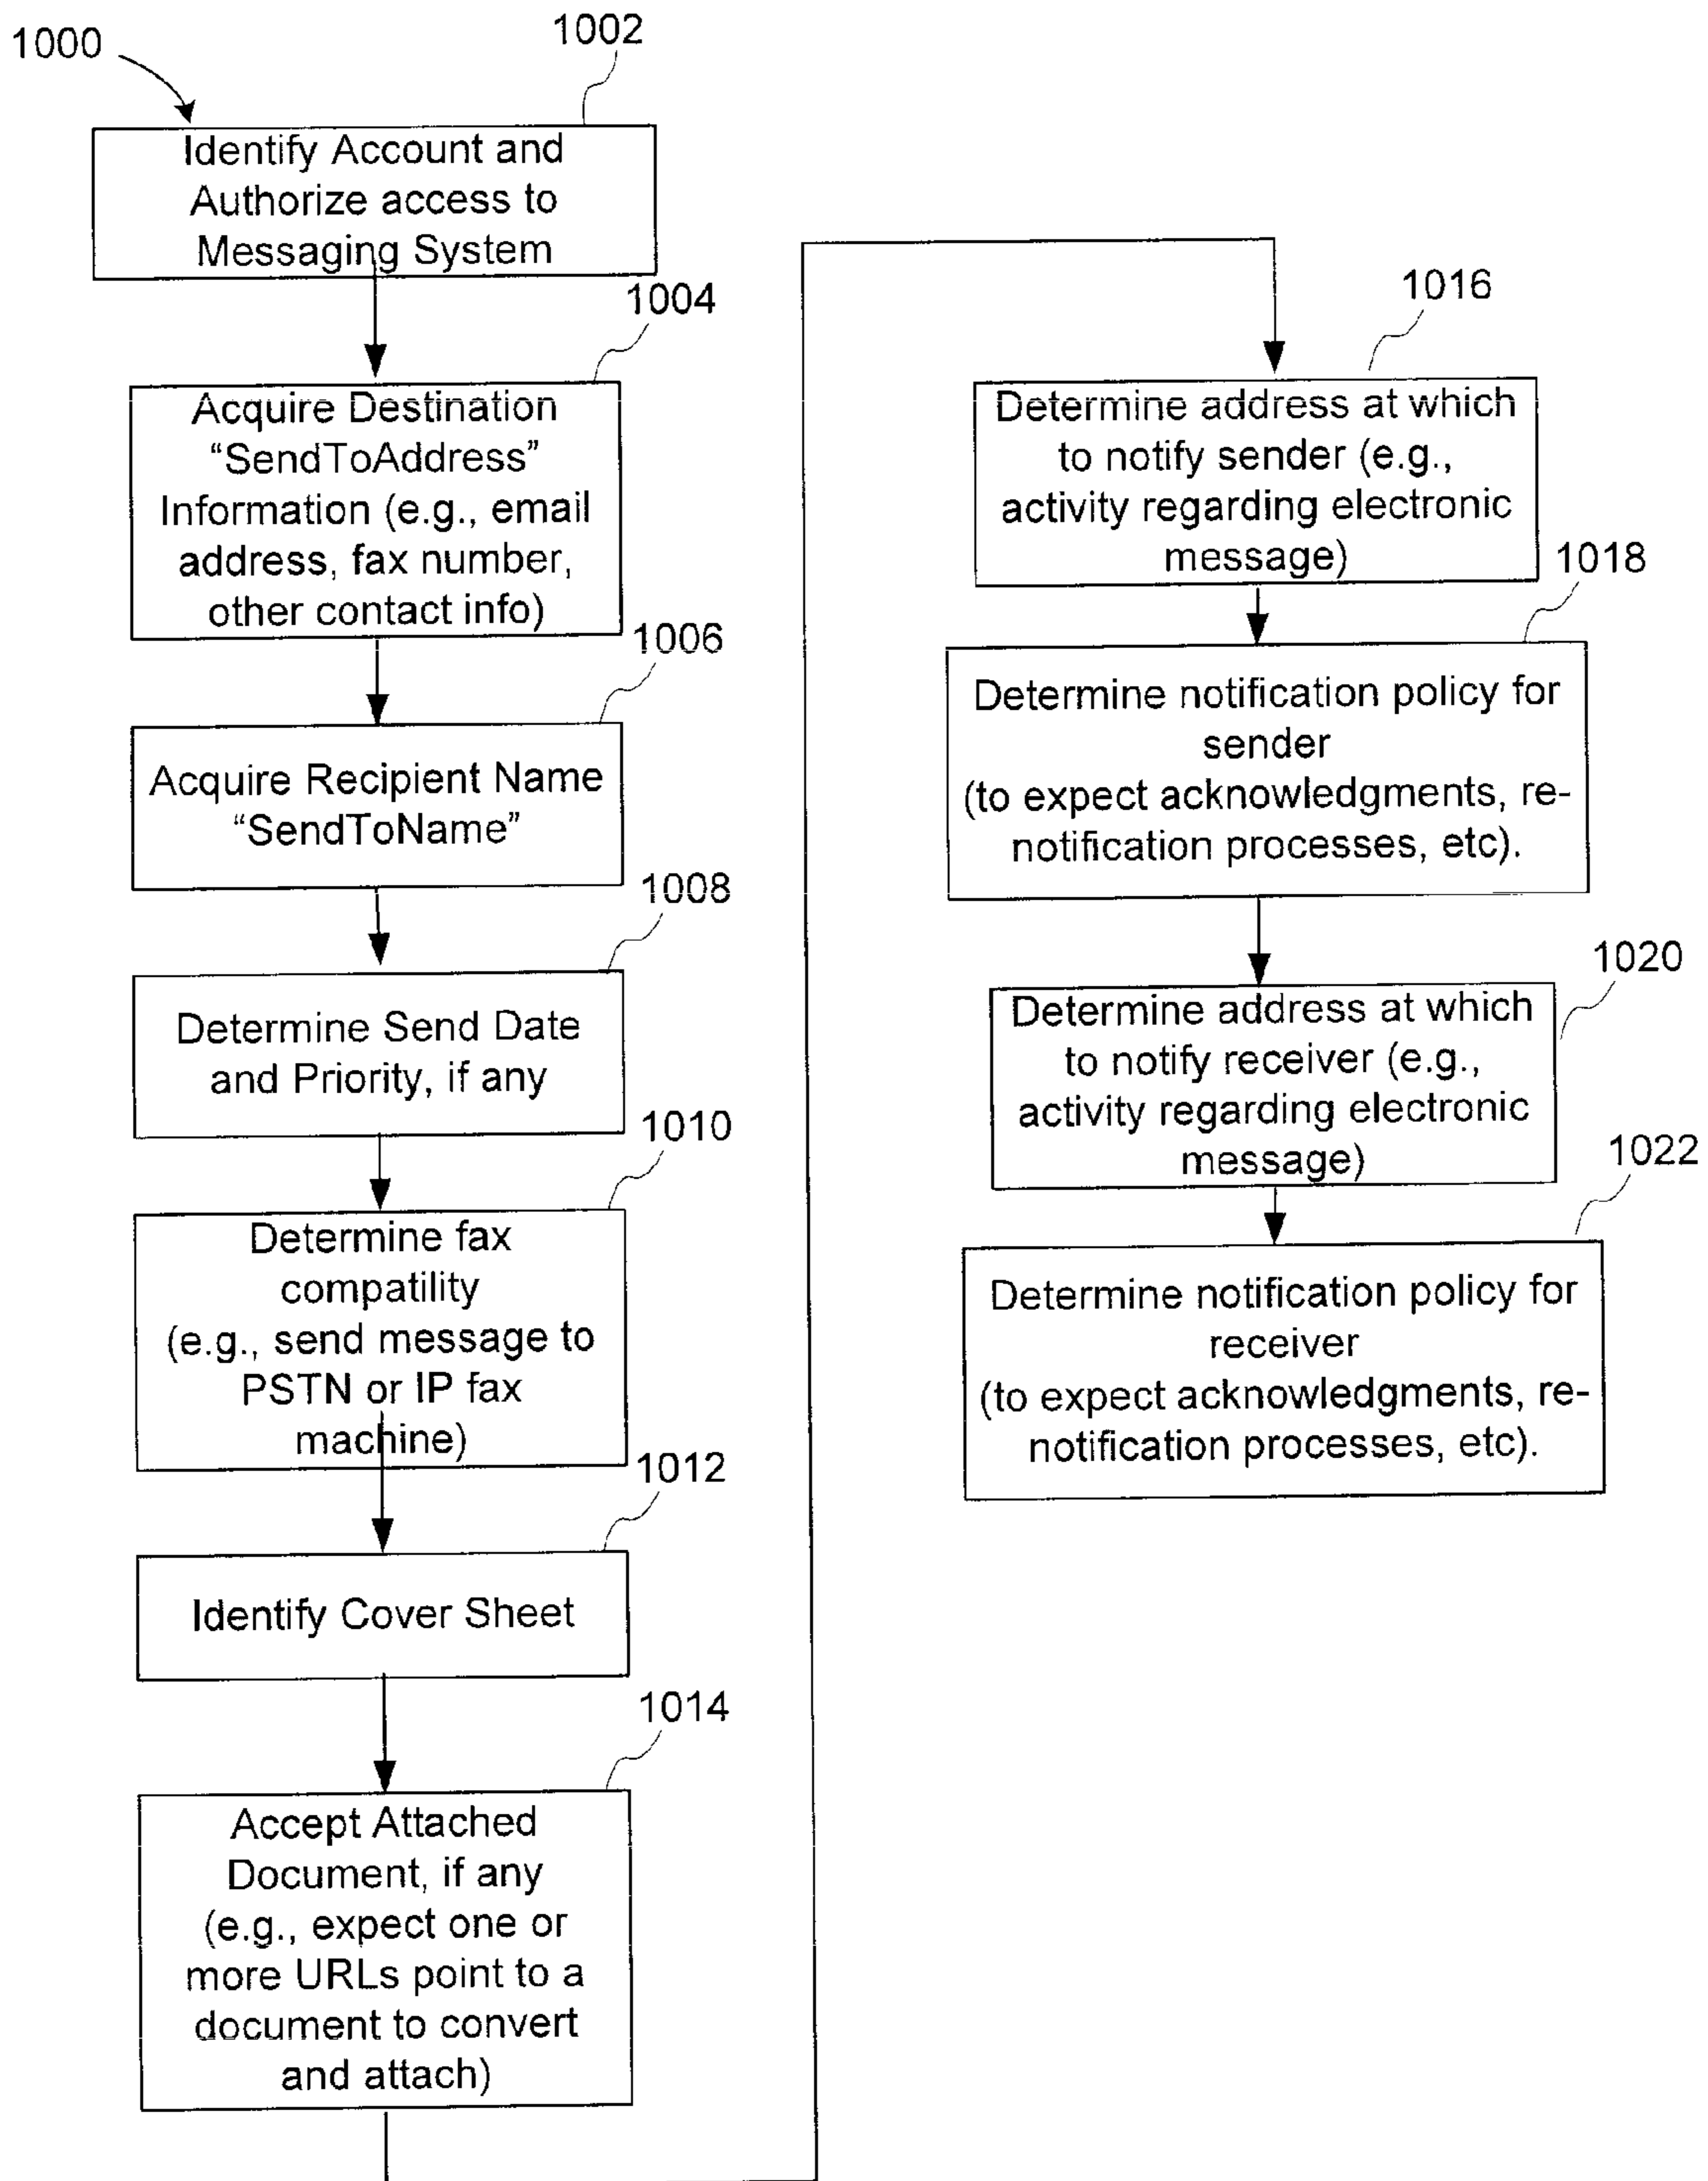 1000
1002
Identify Account and
Authorize access to
Messaging System
1004
Acquire Destination
“SendToAddress”
Information (e.g., email
address, fax number,
other contact info)
1006
Acquire Recipient Name
“SendToName”
1008
Determine Send Date
and Priority, if any
1010
Determine fax
compatility
(e.g., send message to
PSTN or IP fax
machine)
1012
Identify Cover Sheet
1014
Accept Attached
Document, if any
(e.g., expect one or
more URLs point to a
document to convert
and attach)
1016
Determine address at which
to notify sender (e.g.,
activity regarding electronic
message)
1018
Determine notification policy for
sender
(to expect acknowledgments, re-
notification processes, etc).
1020
Determine address at which
to notify receiver (e.g.,
activity regarding electronic
message)
1022
Determine notification policy for
receiver
(to expect acknowledgments, re-
notification processes, etc).